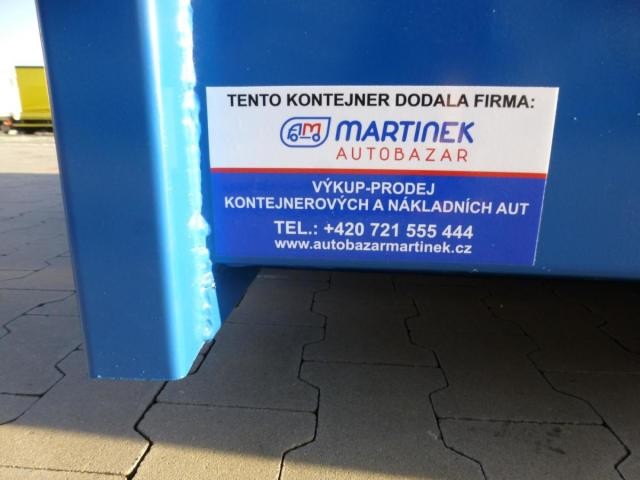 TENTO KONTEJNER DODALA FIRMA:
AM MARTINEK
AUTOBAZAR
VÝKUP-PRODEJ
KONTEJNEROVÝCH A NÁKLADNÍCH AUT
TEL.: +420 721 555 444
www.autobazarmartinek.cz